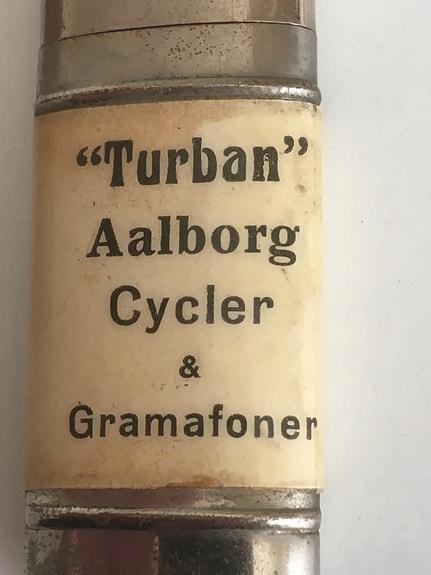 “Turban”
Aalborg
Cycler
&
Gramafoner